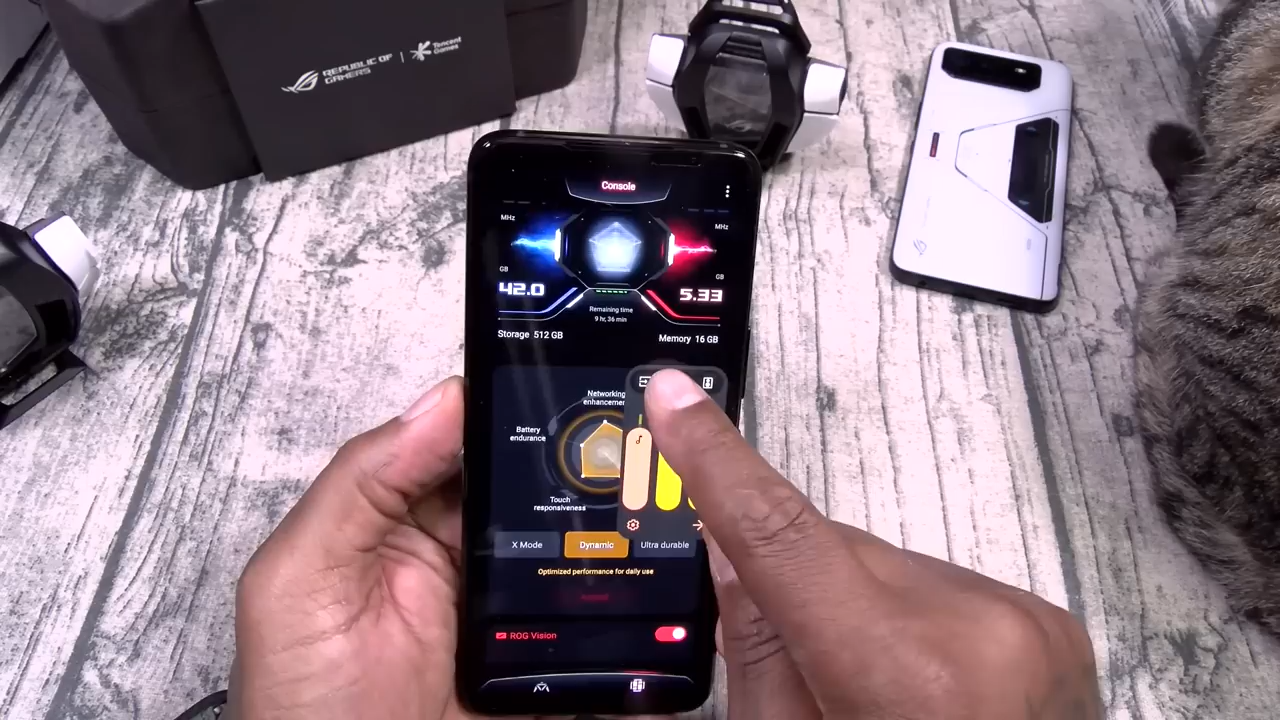 REPUBLIC OF
GAMERS
Tencent
Games
Console
MHz
MHz
GB
GB
42.0
5.33
Remaining time
9 hr, 36 min
Storage 512 GB
Memory 16 GB
Networking
enhancement
Battery
endurance
Touch
responsiveness
X Mode
Dynamic
Ultra durable
Optimized performance for daily use
ROG Vision